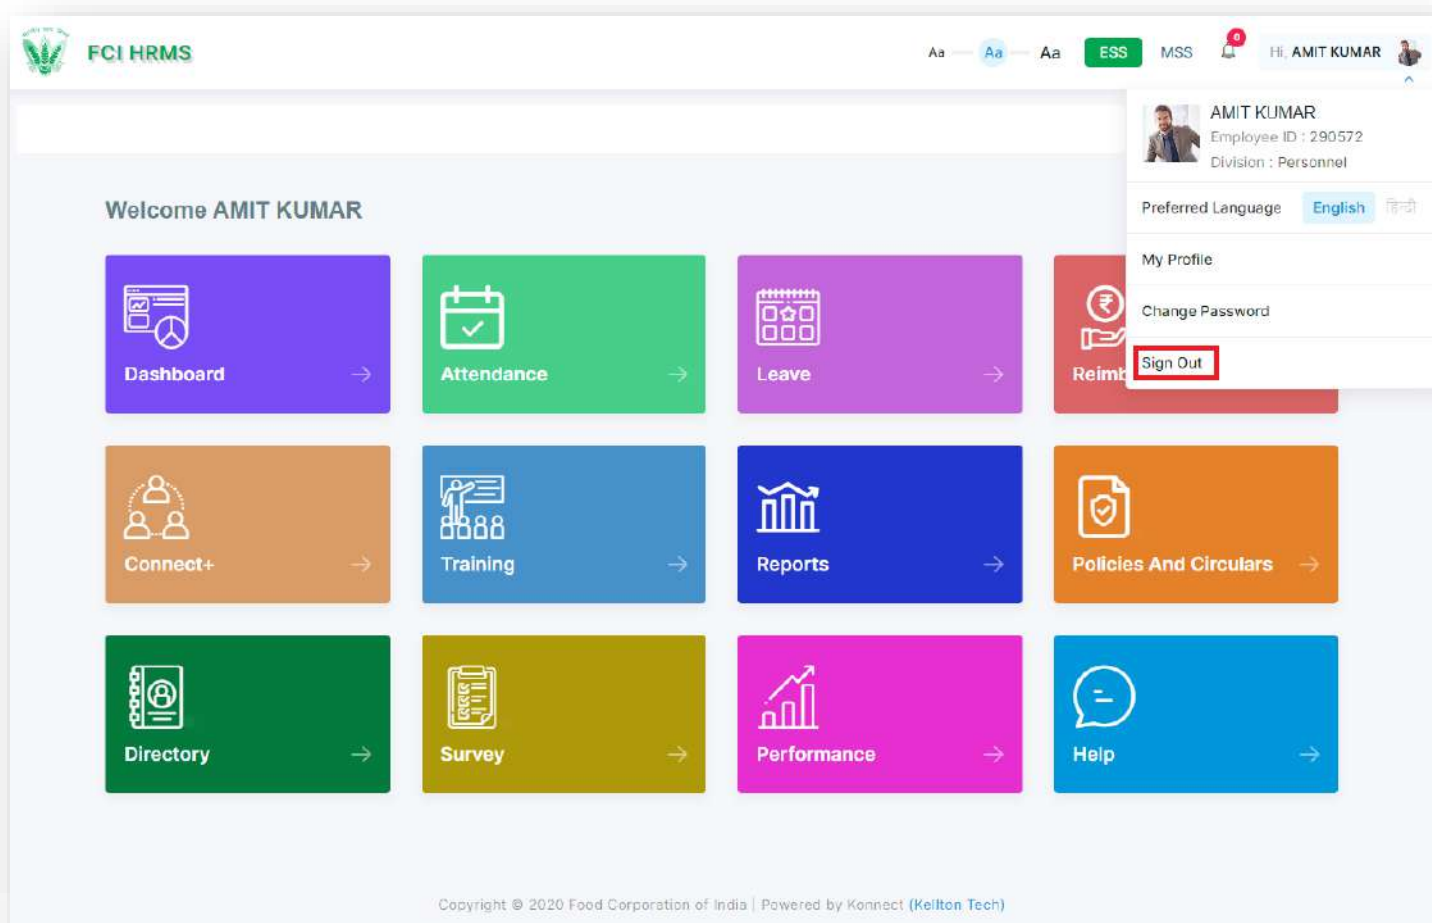 FCI HRMS
Aa Aa Aa ESS MSS 0 Hi, AMIT KUMAR
AMIT KUMAR
Employee ID : 290572
Division : Personnel
Welcome AMIT KUMAR
Preferred Language English हिन्दी
My Profile
Change Password
Sign Out
Dashboard
Attendance
Leave
Reimb
Connect+
Training
Reports
Policies And Circulars
Directory
Survey
Performance
Help
Copyright © 2020 Food Corporation of India | Powered by Konnect (Kellton Tech)